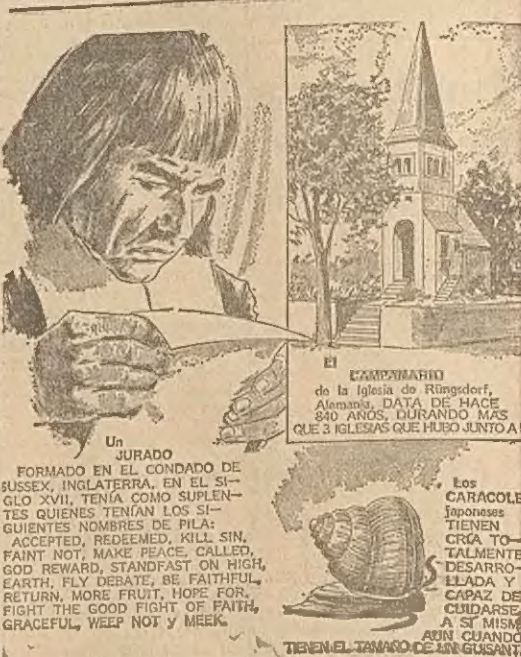 Un
JURADO
FORMADO EN EL CONDADO DE
SUSSEX, INGLATERRA, EN EL SI-
GLO XVII, TENÍA COMO SUPLEN-
TES QUIENES TENÍAN LOS SI-
GUIENTES NOMBRES DE PILA:
ACCEPTED, REDEEMED, KILL SIN,
FAINT NOT, MAKE PEACE, CALLED,
GOD REWARD, STANDFAST ON HIGH,
EARTH, FLY DEBATE, BE FAITHFUL,
RETURN, MORE FRUIT, HOPE FOR,
FIGHT THE GOOD FIGHT OF FAITH,
GRACEFUL, WEEP NOT y MEEK.
El
CAMPANARIO
de la Iglesia de Rüngsdorf,
Alemania, DATA DE HACE
840 AÑOS, DURANDO MÁS
QUE 3 IGLESIAS QUE HUBO JUNTO A
Los
CARACOLE
japoneses
TIENEN
CRÍA TO-
TALMENTE
DESARRO-
LLADA Y
CAPAZ DE
CUIDARSE
A SÍ MISM
AUN CUANDO
TIENEN EL TAMAÑO DE UN GUISANT